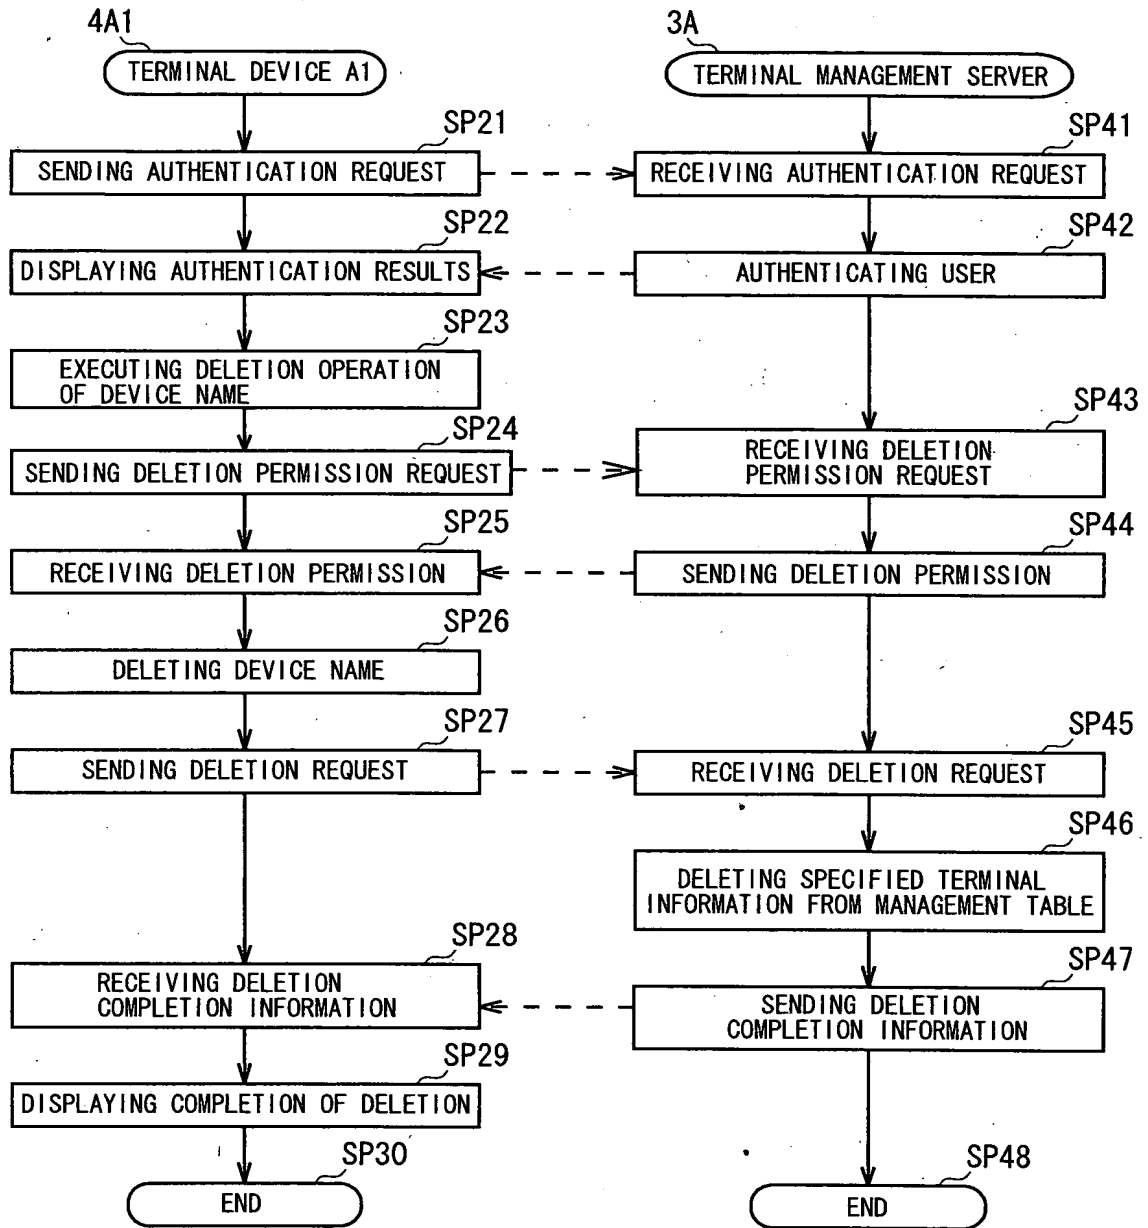 4A1
TERMINAL DEVICE A1
SP21
SENDING AUTHENTICATION REQUEST
SP22
DISPLAYING AUTHENTICATION RESULTS
SP23
EXECUTING DELETION OPERATION
OF DEVICE NAME
SP24
SENDING DELETION PERMISSION REQUEST
SP25
RECEIVING DELETION PERMISSION
SP26
DELETING DEVICE NAME
SP27
SENDING DELETION REQUEST
SP28
RECEIVING DELETION
COMPLETION INFORMATION
SP29
DISPLAYING COMPLETION OF DELETION
SP30
END
3A
TERMINAL MANAGEMENT SERVER
SP41
RECEIVING AUTHENTICATION REQUEST
SP42
AUTHENTICATING USER
SP43
RECEIVING DELETION
PERMISSION REQUEST
SP44
SENDING DELETION PERMISSION
SP45
RECEIVING DELETION REQUEST
SP46
DELETING SPECIFIED TERMINAL
INFORMATION FROM MANAGEMENT TABLE
SP47
SENDING DELETION
COMPLETION INFORMATION
SP48
END